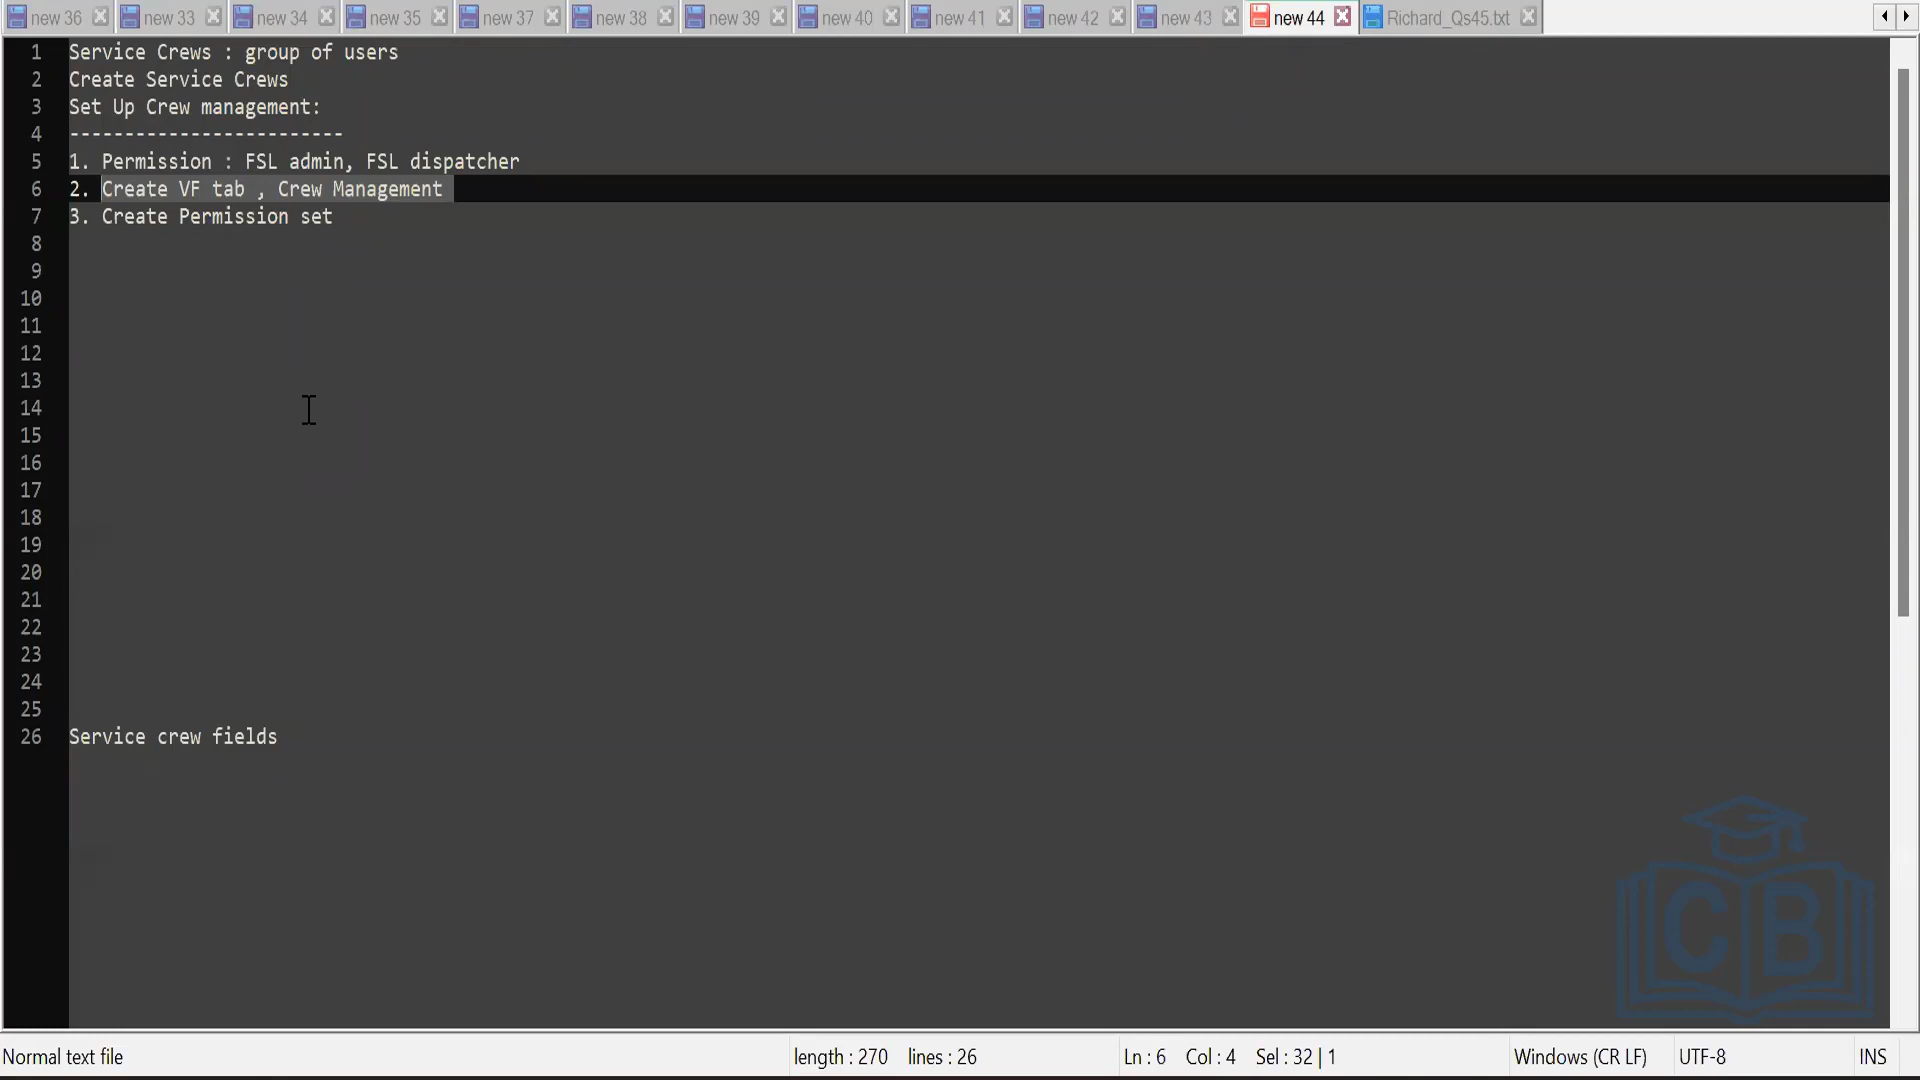 new 36 new 33 new 34 new 35 new 37 new 38 new 39 new 40 new 41 new 42 new 43 new 44 Richard_Qs45.txt
1 Service Crews : group of users
2 Create Service Crews
3 Set Up Crew management:
4 -------------------------
5 1. Permission : FSL admin, FSL dispatcher
6 2. Create VF tab , Crew Management
7 3. Create Permission set
8
9
10
11
12
13
14
15
16
17
18
19
20
21
22
23
24
25
26 Service crew fields
CB
Normal text file length : 270 lines : 26 Ln : 6 Col : 4 Sel : 32 | 1 Windows (CR LF) UTF-8 INS